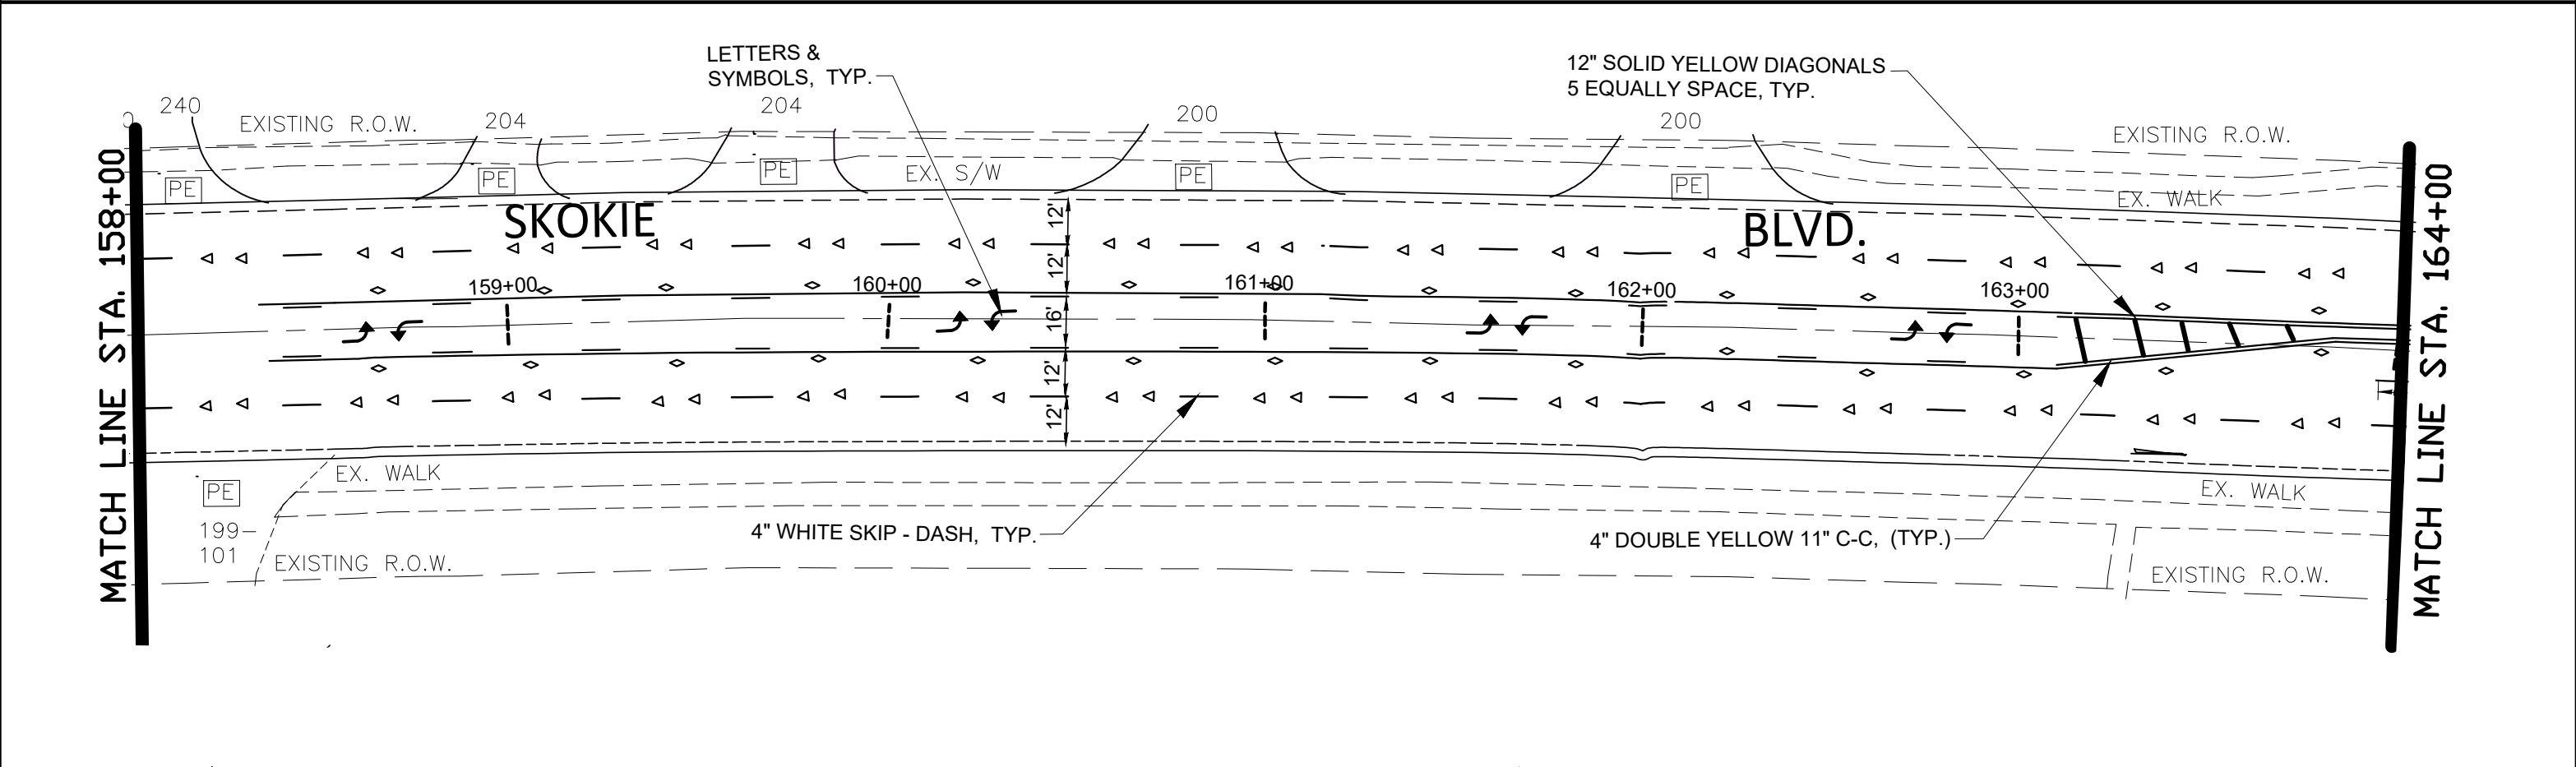 LETTERS &
SYMBOLS, TYP.
12" SOLID YELLOW DIAGONALS
5 EQUALLY SPACE, TYP.
240
EXISTING R.O.W.
204
204
200
200
EXISTING R.O.W.
PE
PE
PE
EX. S/W
PE
PE
EX. WALK
SKOKIE
BLVD.
MATCH LINE STA. 158+00
12'
12'
16'
12'
12'
159+00
160+00
161+00
162+00
163+00
MATCH LINE STA. 164+00
EX. WALK
PE
199-
101
EXISTING R.O.W.
4" WHITE SKIP - DASH, TYP.
4" DOUBLE YELLOW 11" C-C, (TYP.)
EX. WALK
EXISTING R.O.W.